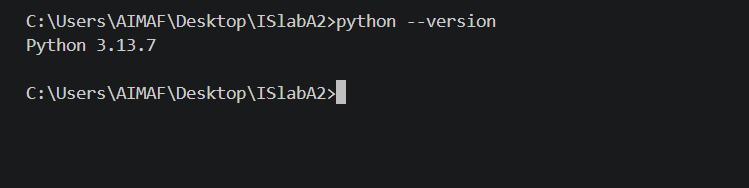 C:\Users\AIMAF\Desktop\ISlabA2>python --version
Python 3.13.7
C:\Users\AIMAF\Desktop\ISlabA2>